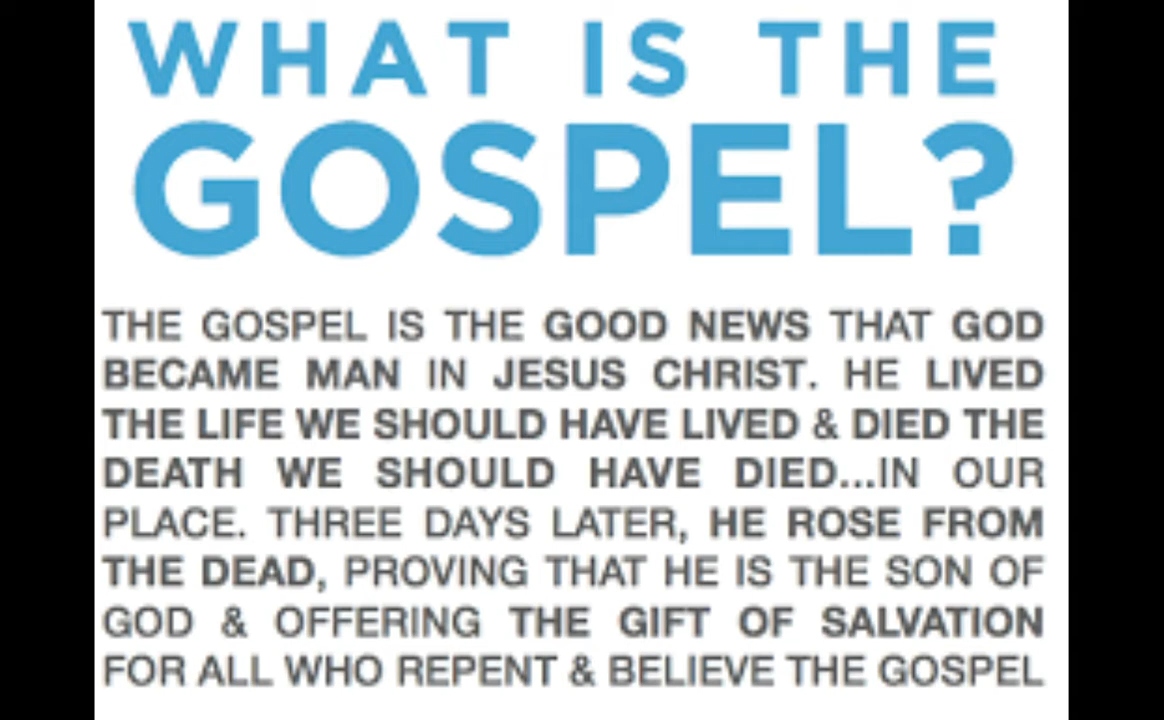 WHAT IS THE
GOSPEL?
THE GOSPEL IS THE GOOD NEWS THAT GOD
BECAME MAN IN JESUS CHRIST. HE LIVED
THE LIFE WE SHOULD HAVE LIVED & DIED THE
DEATH WE SHOULD HAVE DIED...IN OUR
PLACE. THREE DAYS LATER, HE ROSE FROM
THE DEAD, PROVING THAT HE IS THE SON OF
GOD & OFFERING THE GIFT OF SALVATION
FOR ALL WHO REPENT & BELIEVE THE GOSPEL